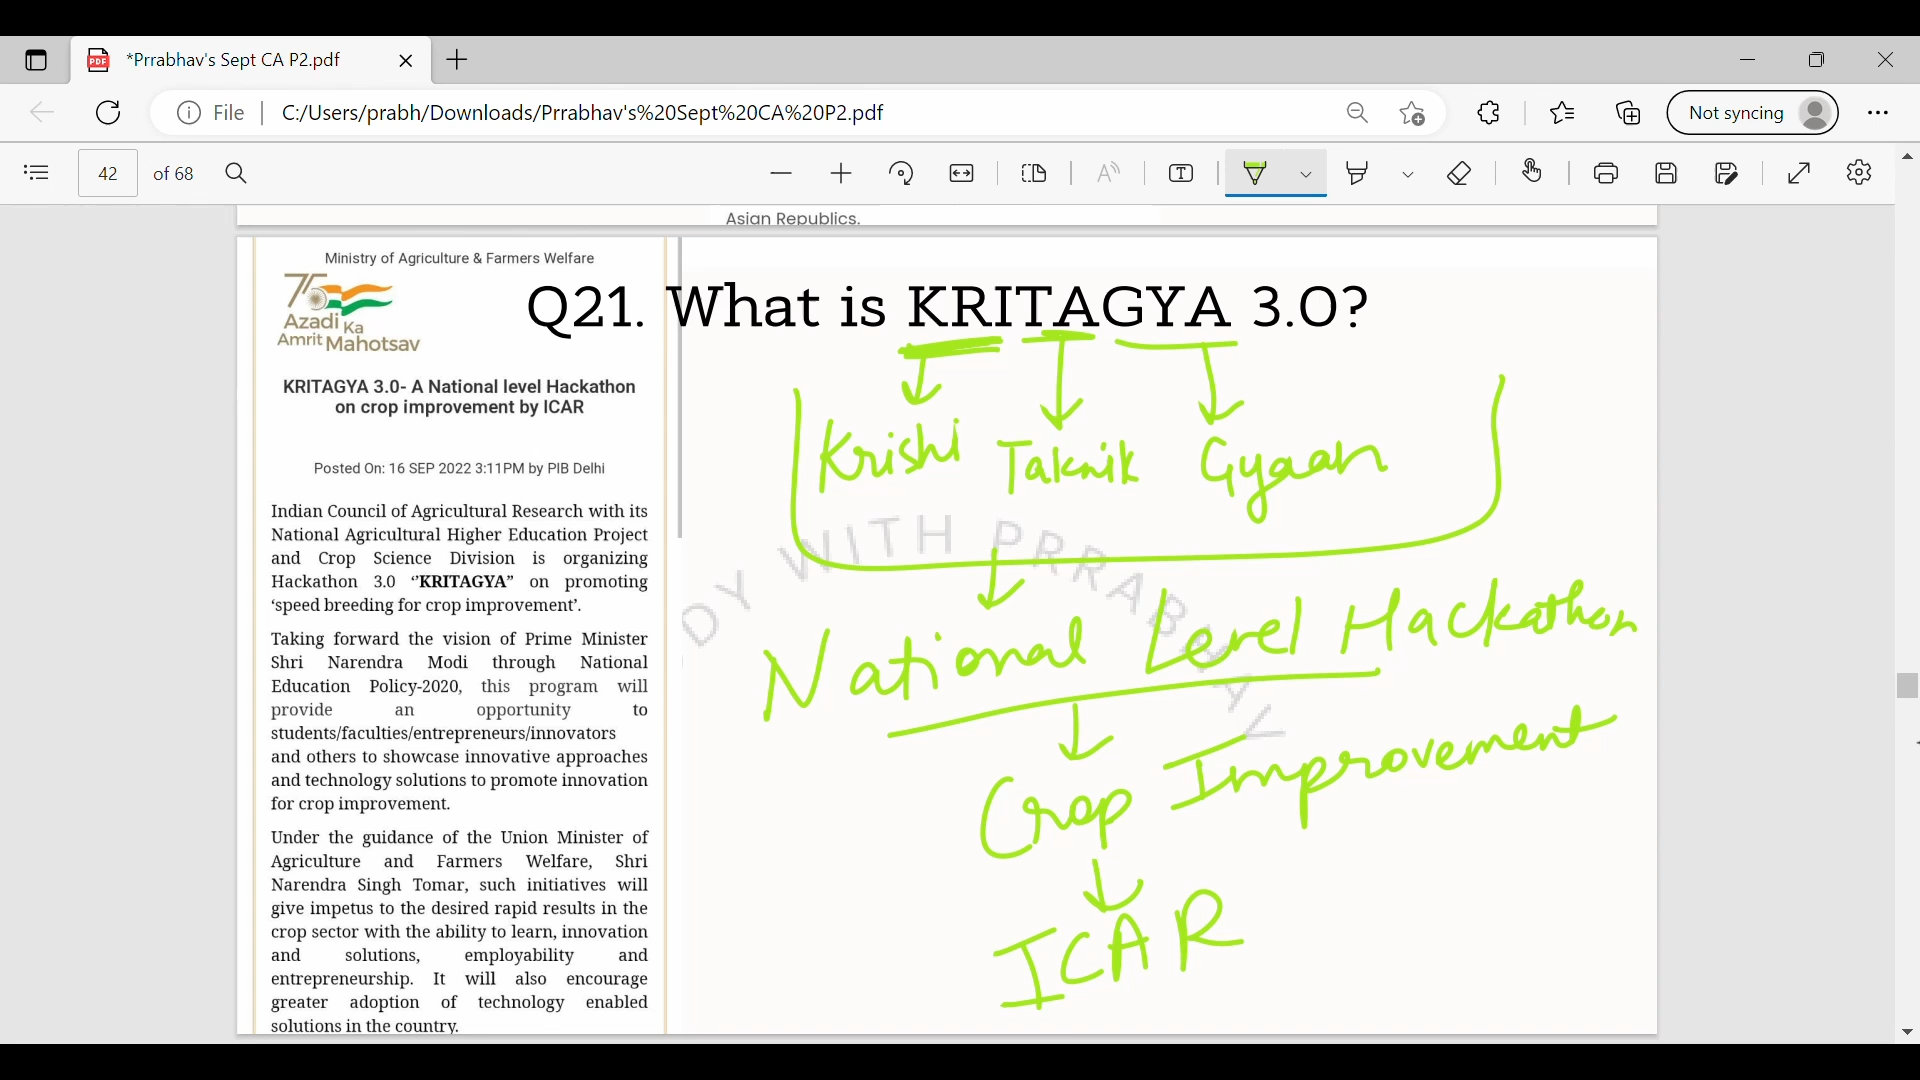 *Prrabhav's Sept CA P2.pdf
File
C:/Users/prabh/Downloads/Prrabhav's%20Sept%20CA%20P2.pdf
Not syncing
42 of 68
Asian Republics.
Ministry of Agriculture & Farmers Welfare
75
Azadi Ka
Amrit Mahotsav
Q21. What is KRITAGYA 3.0?
KRITAGYA 3.0- A National level Hackathon
on crop improvement by ICAR
Posted On: 16 SEP 2022 3:11PM by PIB Delhi
Indian Council of Agricultural Research with its
National Agricultural Higher Education Project
and Crop Science Division is organizing
Hackathon 3.0 ‘’KRITAGYA” on promoting
‘speed breeding for crop improvement’.
Taking forward the vision of Prime Minister
Shri Narendra Modi through National
Education Policy-2020, this program will
provide an opportunity to
students/faculties/entrepreneurs/innovators
and others to showcase innovative approaches
and technology solutions to promote innovation
for crop improvement.
Under the guidance of the Union Minister of
Agriculture and Farmers Welfare, Shri
Narendra Singh Tomar, such initiatives will
give impetus to the desired rapid results in the
crop sector with the ability to learn, innovation
and solutions, employability and
entrepreneurship. It will also encourage
greater adoption of technology enabled
solutions in the country.
Krishi Taknik Gyaan
DY WITH PRRABHAV
National Level Hackathon
Crop Improvement
ICAR